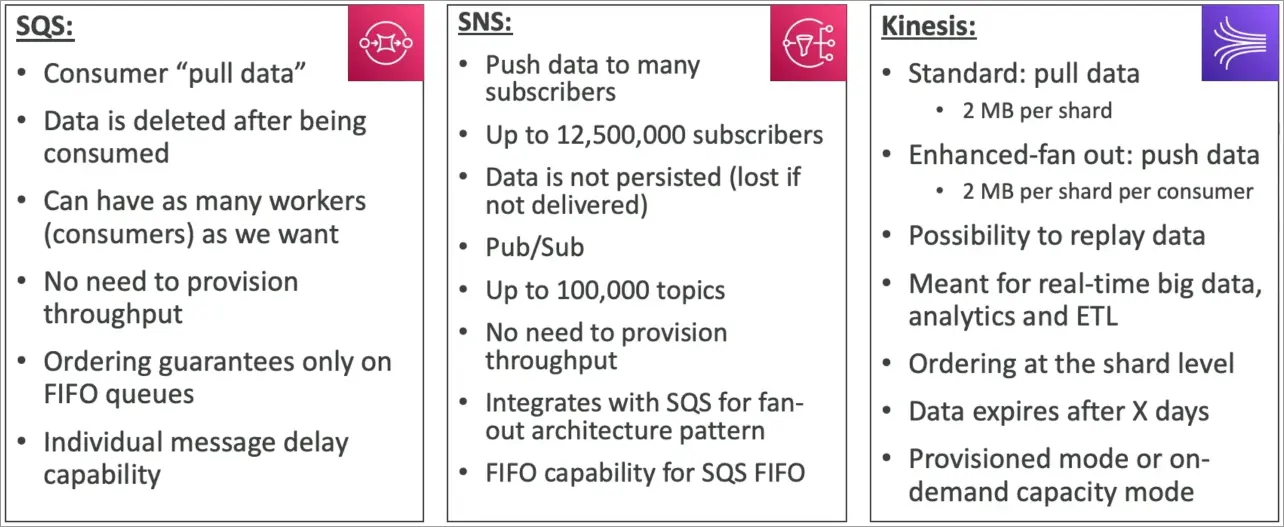 SQS:
• Consumer “pull data”
• Data is deleted after being
consumed
• Can have as many workers
(consumers) as we want
• No need to provision
throughput
• Ordering guarantees only on
FIFO queues
• Individual message delay
capability
SNS:
• Push data to many
subscribers
• Up to 12,500,000 subscribers
• Data is not persisted (lost if
not delivered)
• Pub/Sub
• Up to 100,000 topics
• No need to provision
throughput
• Integrates with SQS for fan-
out architecture pattern
• FIFO capability for SQS FIFO
Kinesis:
• Standard: pull data
• 2 MB per shard
• Enhanced-fan out: push data
• 2 MB per shard per consumer
• Possibility to replay data
• Meant for real-time big data,
analytics and ETL
• Ordering at the shard level
• Data expires after X days
• Provisioned mode or on-
demand capacity mode